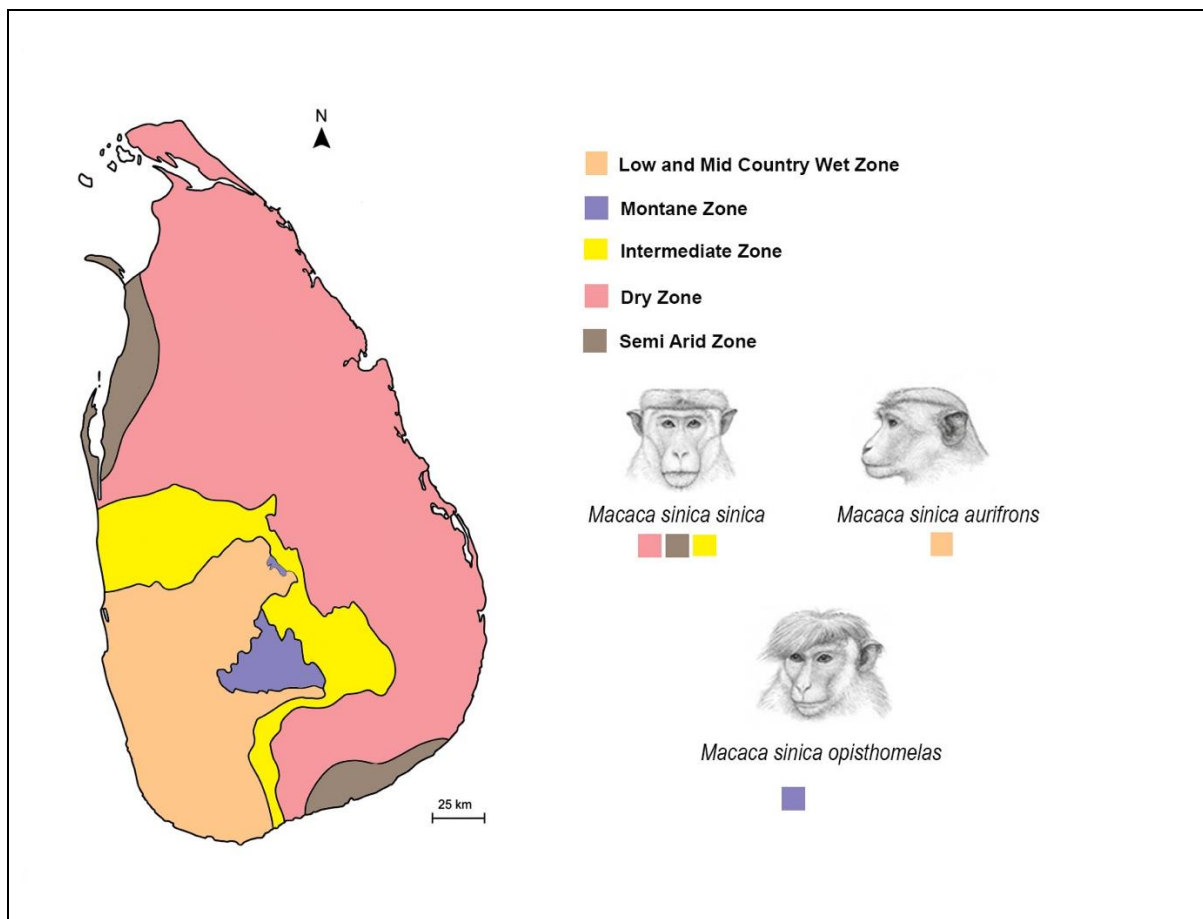 N
Low and Mid Country Wet Zone
Montane Zone
Intermediate Zone
Dry Zone
Semi Arid Zone
Macaca sinica sinica
Macaca sinica aurifrons
Macaca sinica opisthomelas
25 km